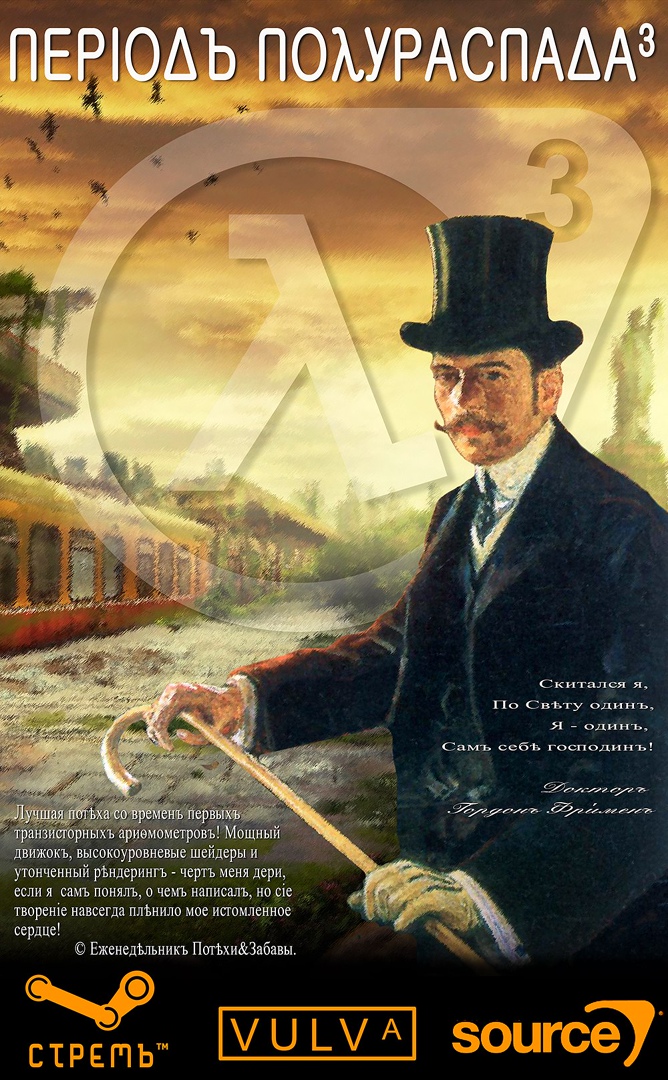 ПЕРІОДЪ ПОЛУРАСПАДА³
3
Скитался я,
По Свѣту одинъ,
Я - одинъ,
Самъ себѣ господинъ!
Докторъ
Гордонъ Фрименъ
Лучшая потѣха со временъ первыхъ
транзисторныхъ ариѳмометровъ! Мощный
движокъ, высокоуровневые шейдеры и
утонченный рѣндерингъ - чертъ меня дери,
если я самъ понялъ, о чемъ написалъ, но сіе
твореніе навсегда плѣнило мое истомленное
сердце!
© Еженедѣльникъ Потѣхи&Забавы.
СТРЕМЪ™
VULVA
source